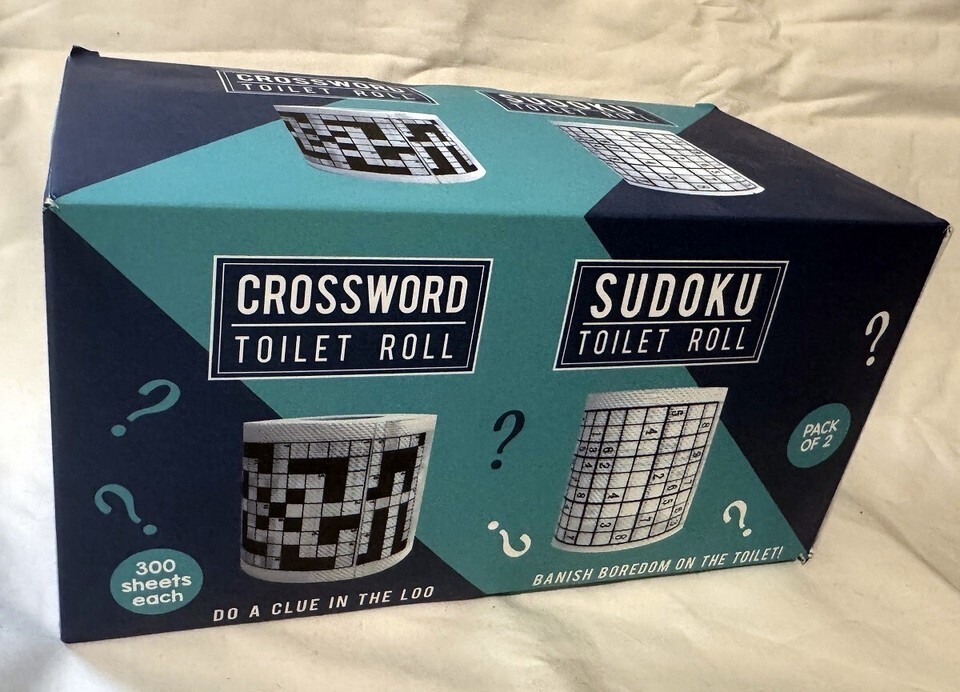 CROSSWORD
TOILET ROLL
SUDOKU
TOILET ROLL
CROSSWORD
TOILET ROLL
SUDOKU
TOILET ROLL
?
?
?
?
?
?
PACK
OF 2
300
sheets
each
DO A CLUE IN THE LOO
BANISH BOREDOM ON THE TOILET!